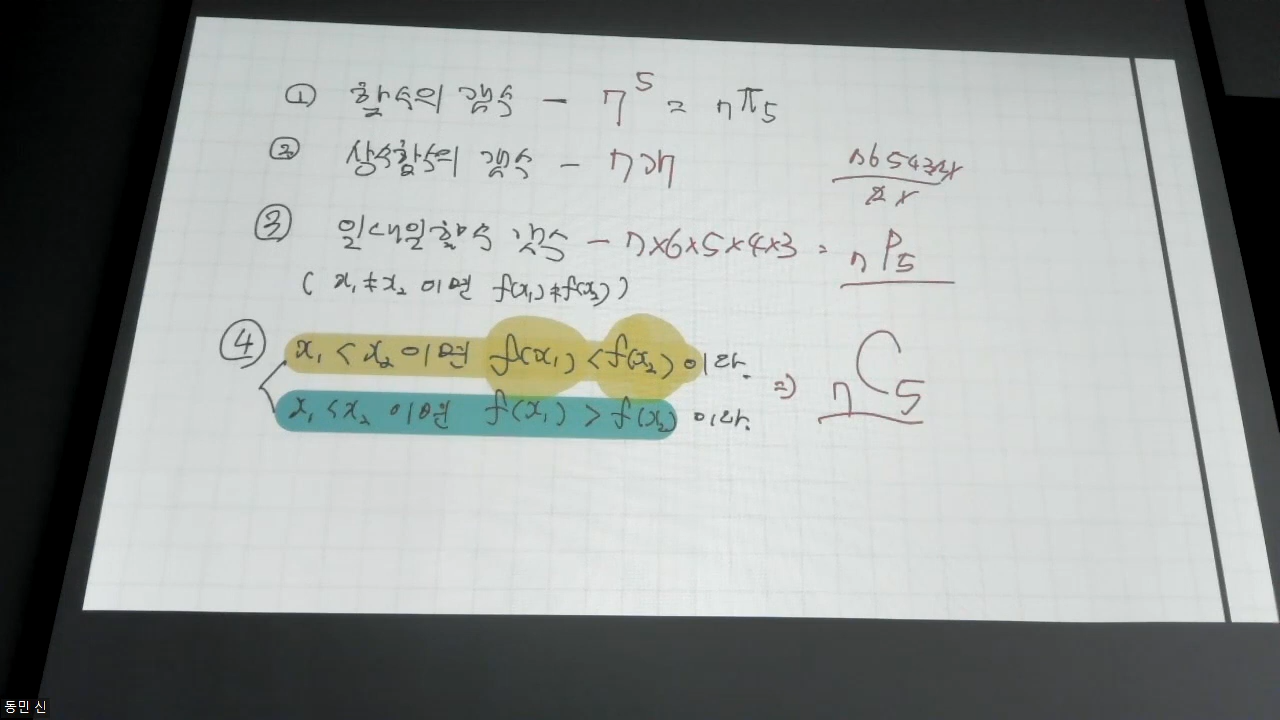 ① 함수의 갯수 - 7⁵ = ₇π₅
② 상수함수의 갯수 - 7개
③ 일대일함수 갯수 - 7×6×5×4×3 = ₇P₅
(x₁≠x₂ 이면 f(x₁)≠f(x₂))
④ x₁<x₂ 이면 f(x₁)<f(x₂) 이다.
x₁<x₂ 이면 f(x₁)>f(x₂) 이다.
⇒ ₇C₅
동민 신